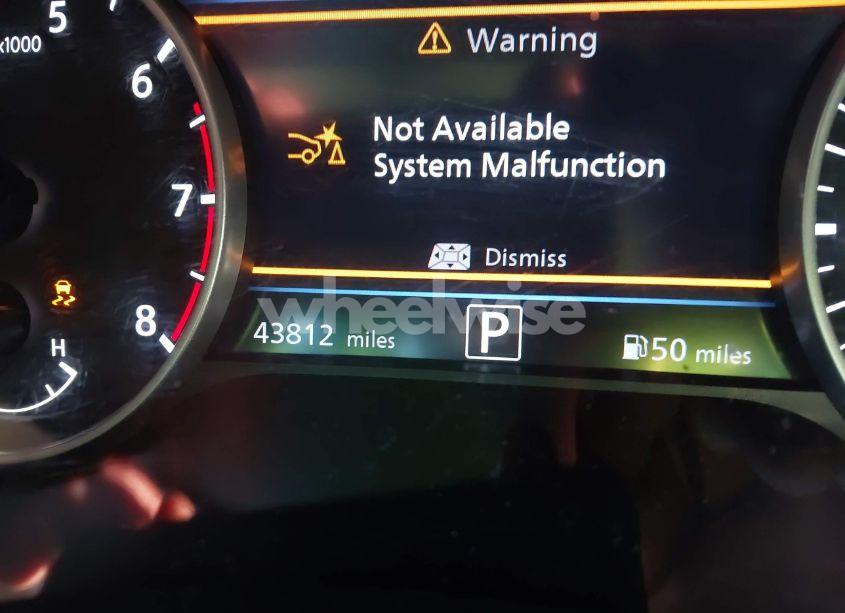 5
x1000
6
7
8
H
Warning
Not Available
System Malfunction
Dismiss
wheelwise
43812 miles
P
50 miles